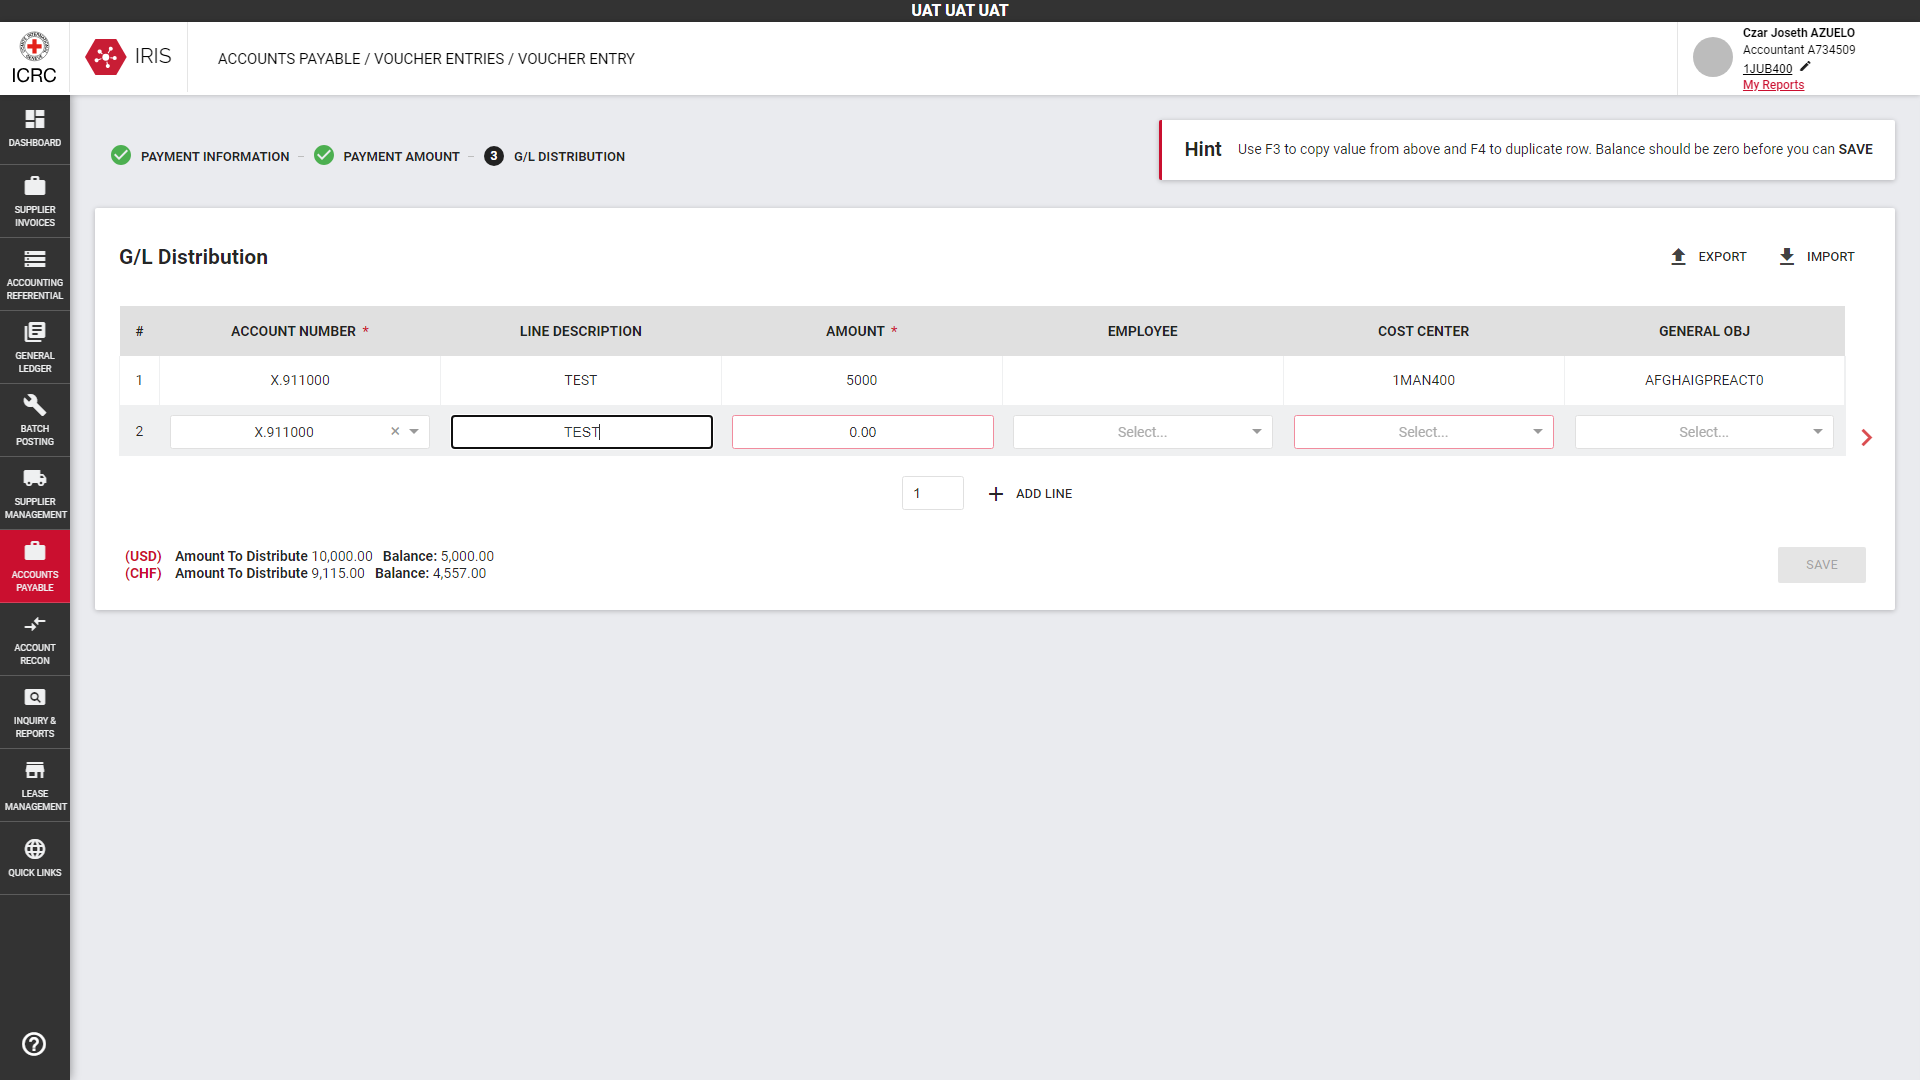 UAT UAT UAT
ICRC
IRIS
ACCOUNTS PAYABLE / VOUCHER ENTRIES / VOUCHER ENTRY
Czar Joseth AZUELO
Accountant A734509
1JUB400
My Reports
DASHBOARD
SUPPLIER
INVOICES
ACCOUNTING
REFERENTIAL
GENERAL
LEDGER
BATCH
POSTING
SUPPLIER
MANAGEMENT
ACCOUNTS
PAYABLE
ACCOUNT
RECON
INQUIRY &
REPORTS
LEASE
MANAGEMENT
QUICK LINKS
PAYMENT INFORMATION
PAYMENT AMOUNT
3 G/L DISTRIBUTION
Hint Use F3 to copy value from above and F4 to duplicate row. Balance should be zero before you can SAVE
G/L Distribution
EXPORT IMPORT
# ACCOUNT NUMBER * LINE DESCRIPTION AMOUNT * EMPLOYEE COST CENTER GENERAL OBJ
1 X.911000 TEST 5000 1MAN400 AFGHAIGPREACT0
2 X.911000 × TEST 0.00 Select... Select... Select...
1 + ADD LINE
(USD) Amount To Distribute 10,000.00 Balance: 5,000.00
(CHF) Amount To Distribute 9,115.00 Balance: 4,557.00
SAVE